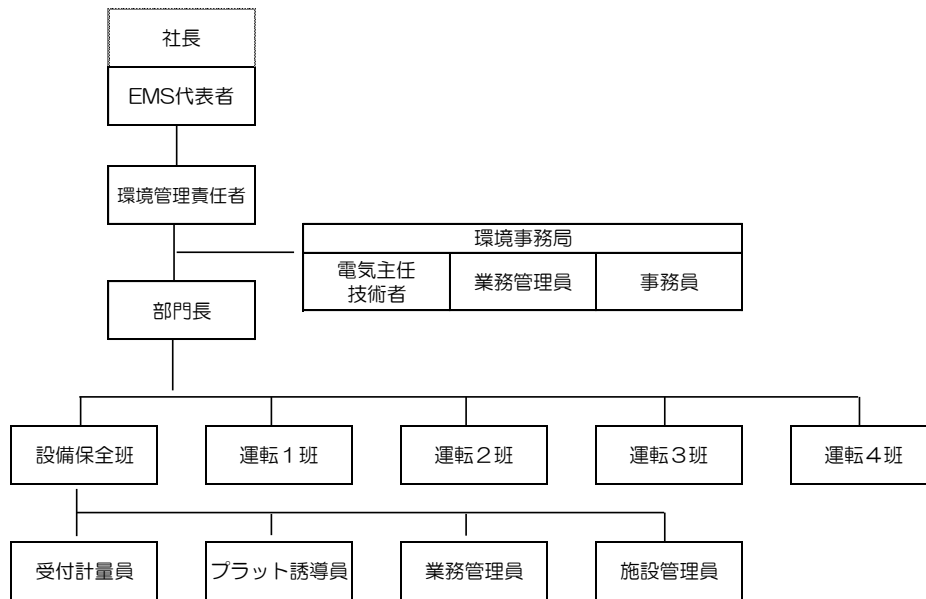 社長
EMS代表者
環境管理責任者
環境事務局
電気主任
技術者
業務管理員
事務員
部門長
設備保全班
運転１班
運転２班
運転３班
運転４班
受付計量員
プラット誘導員
業務管理員
施設管理員